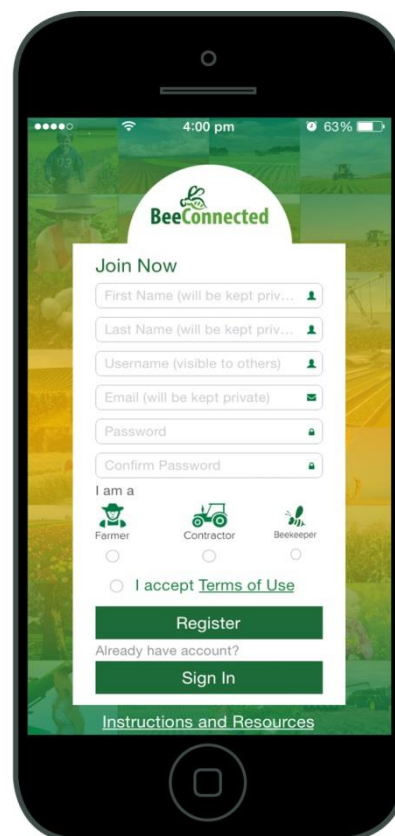 4:00 pm
63%
BeeConnected
Join Now
First Name (will be kept priv...
Last Name (will be kept priv...
Username (visible to others)
Email (will be kept private)
Password
Confirm Password
I am a
Farmer Contractor Beekeeper
I accept Terms of Use
Register
Already have account?
Sign In
Instructions and Resources